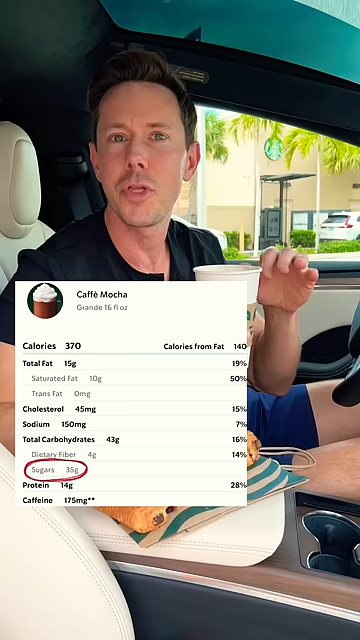 Caffè Mocha
Grande 16 fl oz
Calories 370 Calories from Fat 140
Total Fat 15g 19%
Saturated Fat 10g 50%
Trans Fat 0mg
Cholesterol 45mg 15%
Sodium 150mg 7%
Total Carbohydrates 43g 16%
Dietary Fiber 4g 14%
Sugars 35g
Protein 14g 28%
Caffeine 175mg**